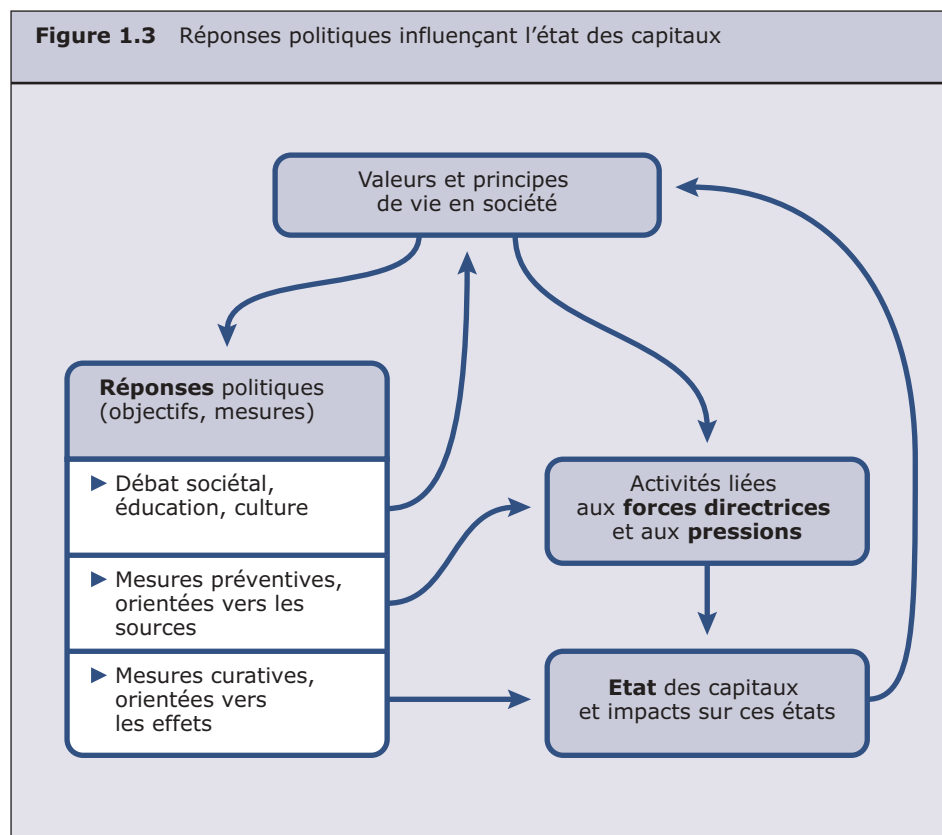 Figure 1.3 Réponses politiques influençant l'état des capitaux
Valeurs et principes
de vie en société
Réponses politiques
(objectifs, mesures)
► Débat sociétal,
éducation, culture
► Mesures préventives,
orientées vers les
sources
► Mesures curatives,
orientées vers
les effets
Activités liées
aux forces directrices
et aux pressions
Etat des capitaux
et impacts sur ces états